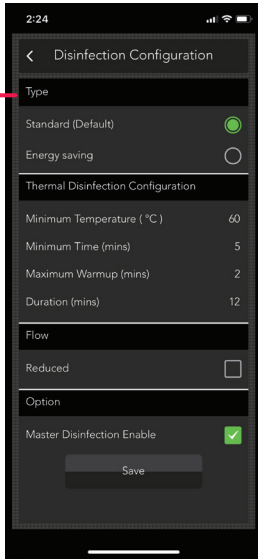 2:24
Disinfection Configuration
Type
Standard (Default)
Energy saving
Thermal Disinfection Configuration
Minimum Temperature ( °C ) 60
Minimum Time (mins) 5
Maximum Warmup (mins) 2
Duration (mins) 12
Flow
Reduced
Option
Master Disinfection Enable
Save